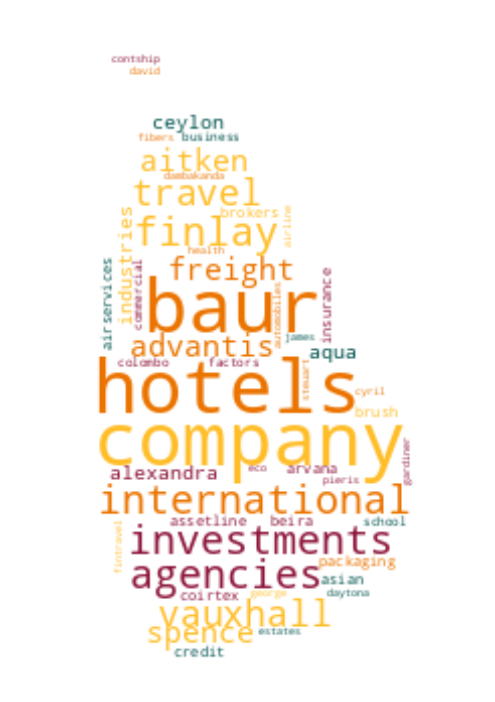 contship
david
ceylon
fibers business
aitken
dambakanda
travel
brokers
airline
industries
finlay
health
freight
airservices
commercial
baur
automobiles
insurance
james
advantis
aqua
colombo factors
steuart
hotels
cyril
brush
company
gardiner
alexandra
eco
arvana
pieris
international
assetline beira school
fintravel
investments
packaging
agencies
asian
coirtex george daytona
vauxhall
spence estates
credit